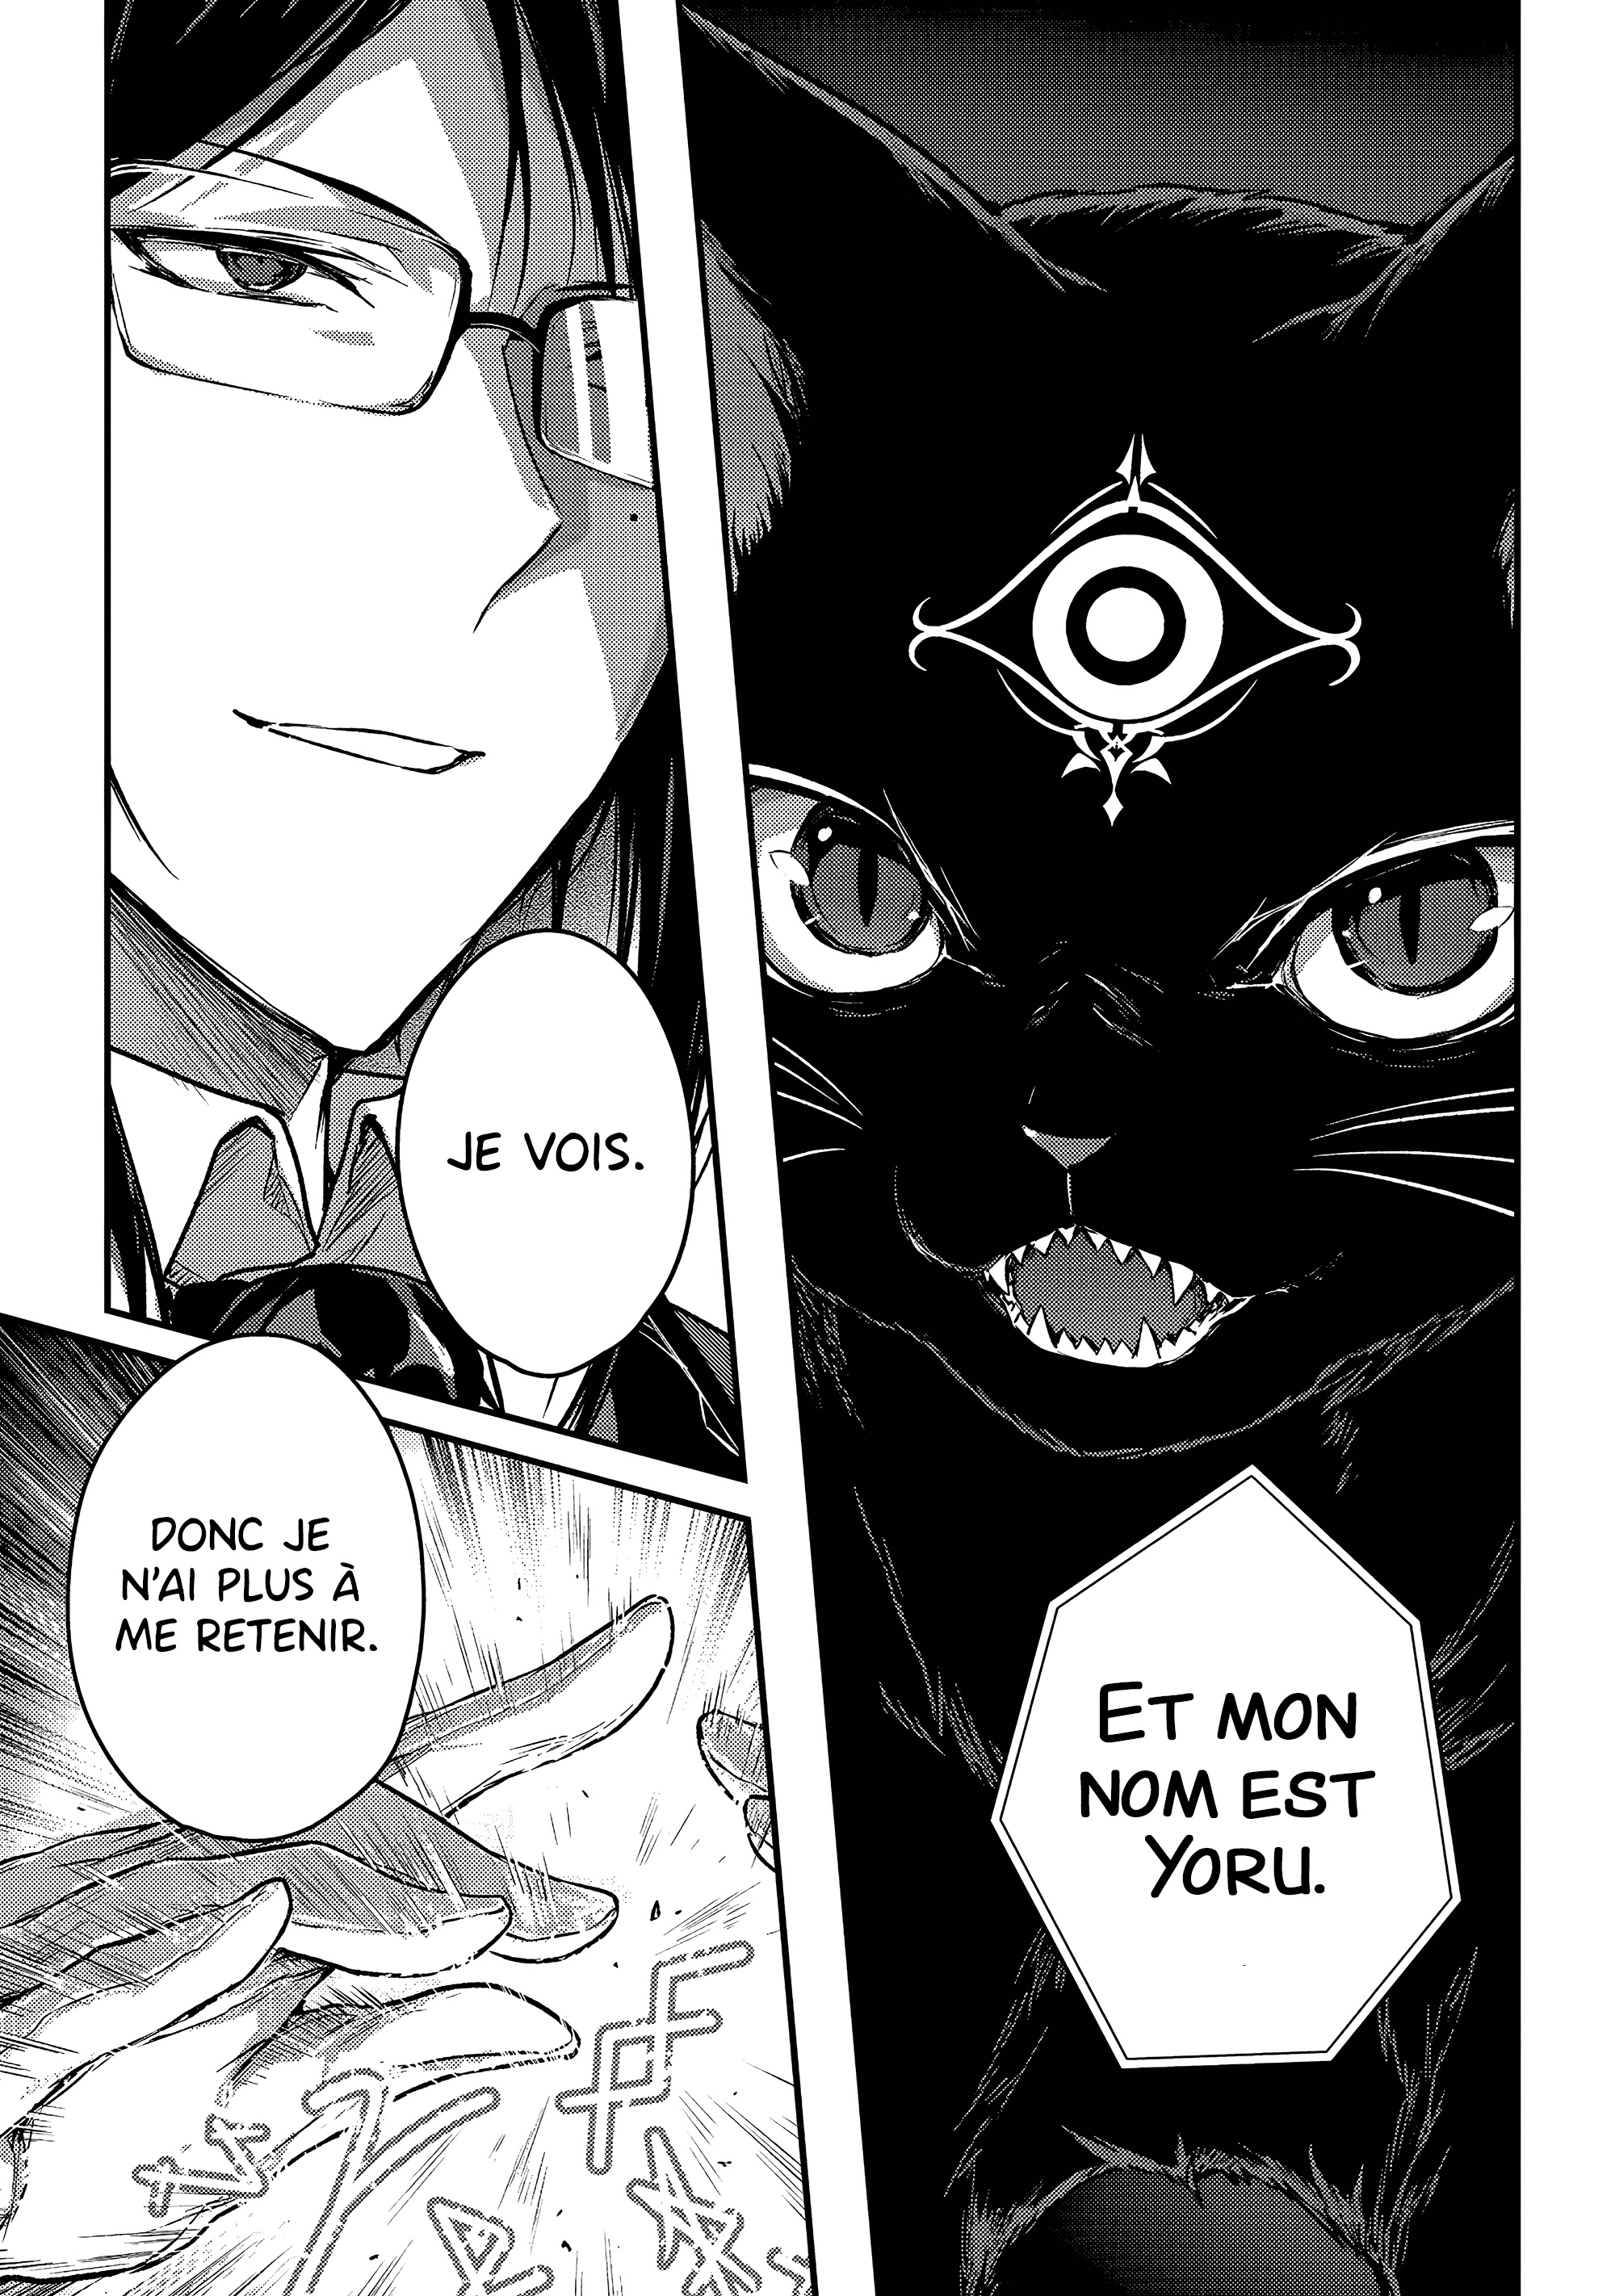 ET MON
NOM EST
YORU.
JE VOIS.
DONC JE
N'AI PLUS À
ME RETENIR.